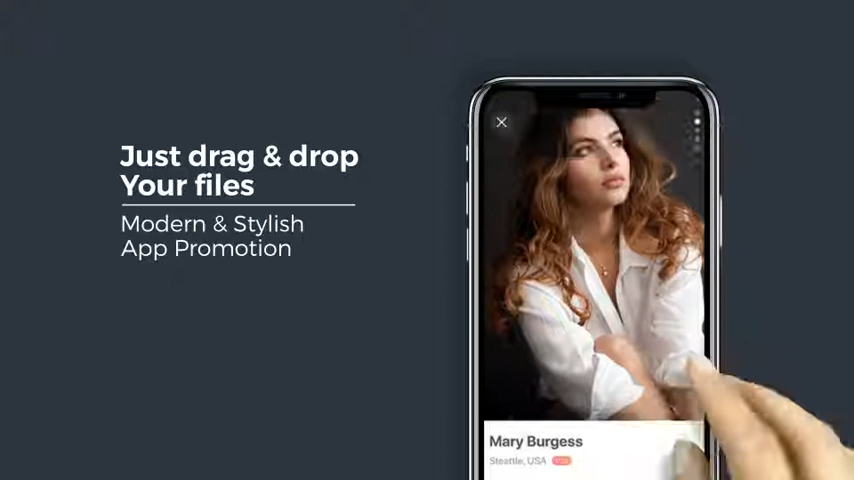 Just drag & drop
Your files
Modern & Stylish
App Promotion
Mary Burgess
Steattle, USA